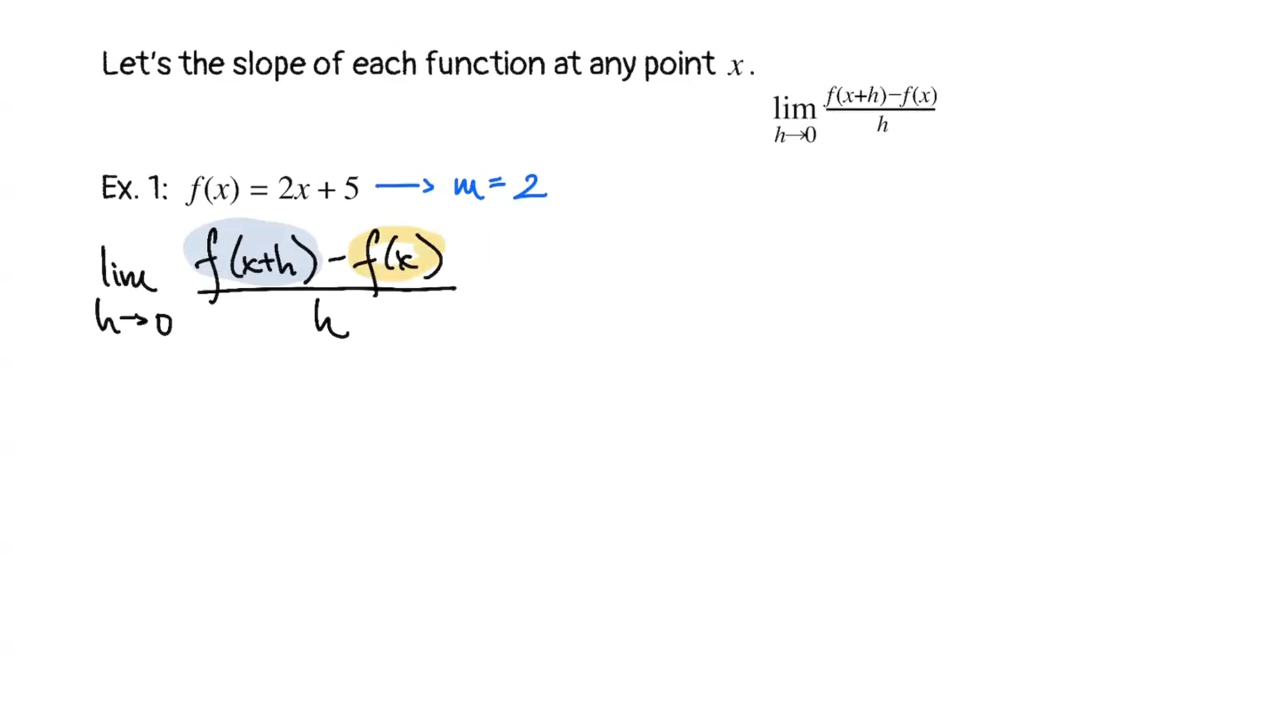 Let's the slope of each function at any point x.
lim h→0 f(x+h)−f(x) / h
Ex. 1: f(x) = 2x + 5 → m = 2
lim h→0 f(x+h) - f(x) / h